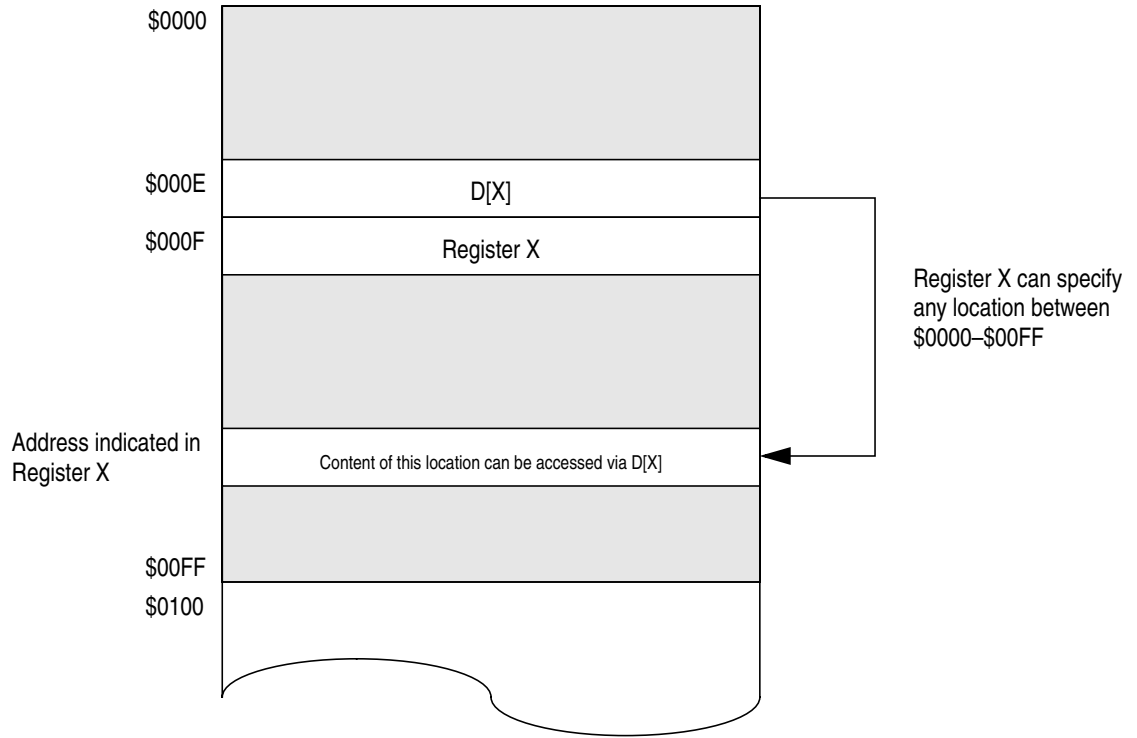 $0000
$000E
D[X]
$000F
Register X
Register X can specify
any location between
$0000–$00FF
Address indicated in
Register X
Content of this location can be accessed via D[X]
$00FF
$0100